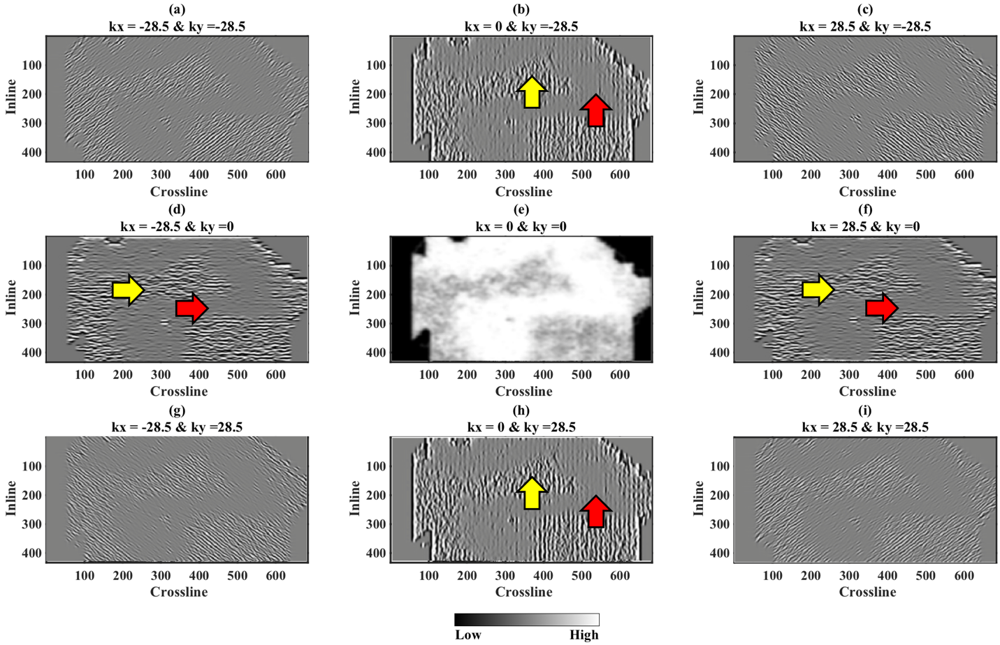 (a) (b) (c)
kx = -28.5 & ky =-28.5 kx = 0 & ky =-28.5 kx = 28.5 & ky =-28.5
Inline 100 200 300 400 Inline 100 200 300 400 Inline 100 200 300 400
100 200 300 400 500 600 100 200 300 400 500 600 100 200 300 400 500 600
Crossline Crossline Crossline
(d) (e) (f)
kx = -28.5 & ky =0 kx = 0 & ky =0 kx = 28.5 & ky =0
Inline 100 200 300 400 Inline 100 200 300 400 Inline 100 200 300 400
100 200 300 400 500 600 100 200 300 400 500 600 100 200 300 400 500 600
Crossline Crossline Crossline
(g) (h) (i)
kx = -28.5 & ky =28.5 kx = 0 & ky =28.5 kx = 28.5 & ky =28.5
Inline 100 200 300 400 Inline 100 200 300 400 Inline 100 200 300 400
100 200 300 400 500 600 100 200 300 400 500 600 100 200 300 400 500 600
Crossline Crossline Crossline
Low High